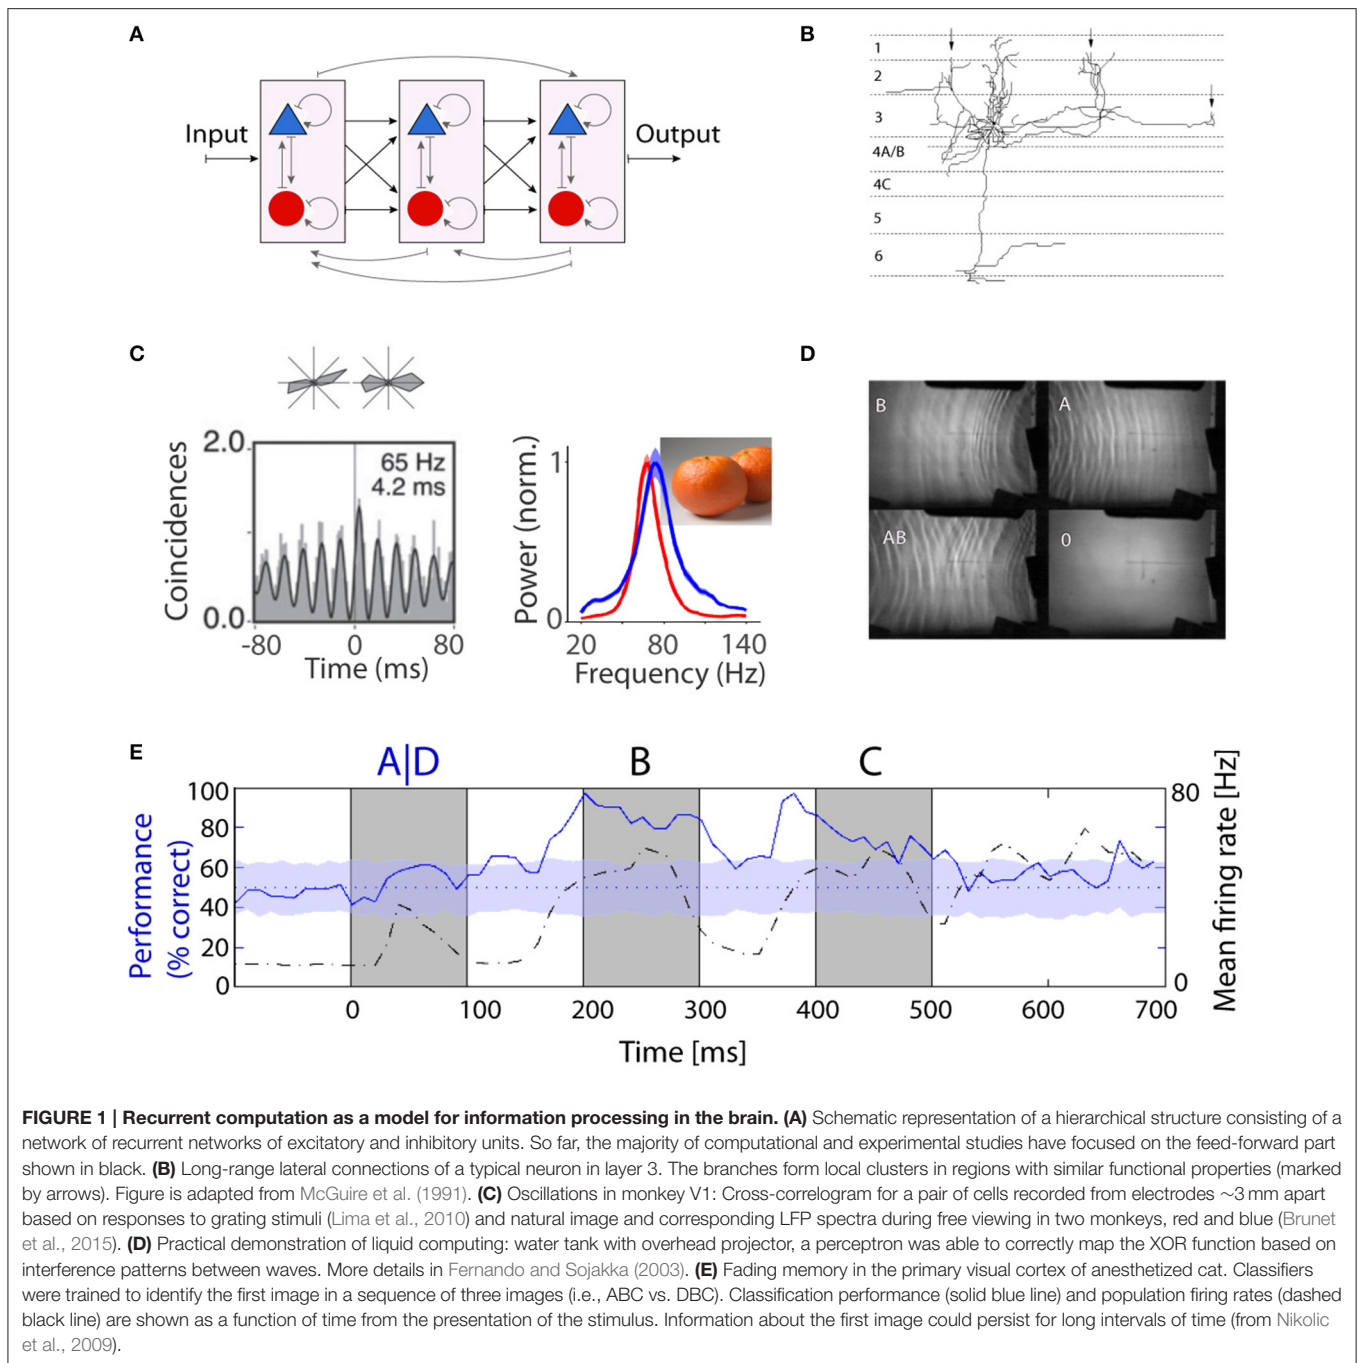 A
Input
Output
B
1
2
3
4A/B
4C
5
6
C
2.0
1
0.0
Coincidences
65 Hz
4.2 ms
-80
0
80
Time (ms)
Power (norm.)
1
0
20
80
140
Frequency (Hz)
D
B
A
AB
0
E
A|D
B
C
Performance
(% correct)
100
80
60
40
20
0
80
0
Mean firing rate [Hz]
0
100
200
300
400
500
600
700
Time [ms]
FIGURE 1 | Recurrent computation as a model for information processing in the brain. (A) Schematic representation of a hierarchical structure consisting of a
network of recurrent networks of excitatory and inhibitory units. So far, the majority of computational and experimental studies have focused on the feed-forward part
shown in black. (B) Long-range lateral connections of a typical neuron in layer 3. The branches form local clusters in regions with similar functional properties (marked
by arrows). Figure is adapted from McGuire et al. (1991). (C) Oscillations in monkey V1: Cross-correlogram for a pair of cells recorded from electrodes ∼3 mm apart
based on responses to grating stimuli (Lima et al., 2010) and natural image and corresponding LFP spectra during free viewing in two monkeys, red and blue (Brunet
et al., 2015). (D) Practical demonstration of liquid computing: water tank with overhead projector, a perceptron was able to correctly map the XOR function based on
interference patterns between waves. More details in Fernando and Sojakka (2003). (E) Fading memory in the primary visual cortex of anesthetized cat. Classifiers
were trained to identify the first image in a sequence of three images (i.e., ABC vs. DBC). Classification performance (solid blue line) and population firing rates (dashed
black line) are shown as a function of time from the presentation of the stimulus. Information about the first image could persist for long intervals of time (from Nikolic
et al., 2009).